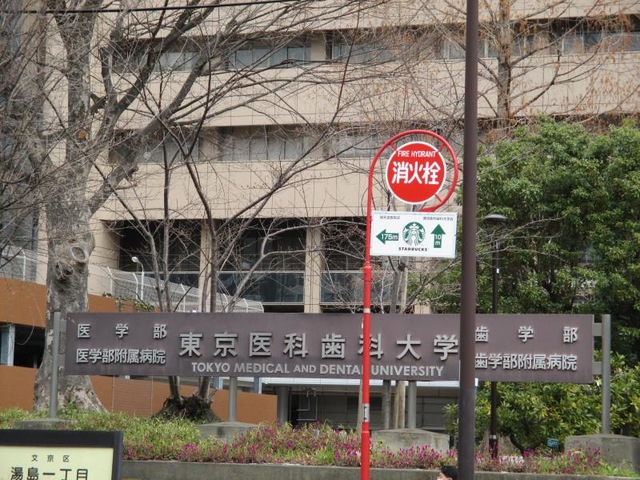 FIRE HYDRANT
消火栓
175m
10m
STARBUCKS
医学部
医学部附属病院
東京医科歯科大学
TOKYO MEDICAL AND DENTAL UNIVERSITY
歯学部
歯学部附属病院
文京区
湯島一丁目